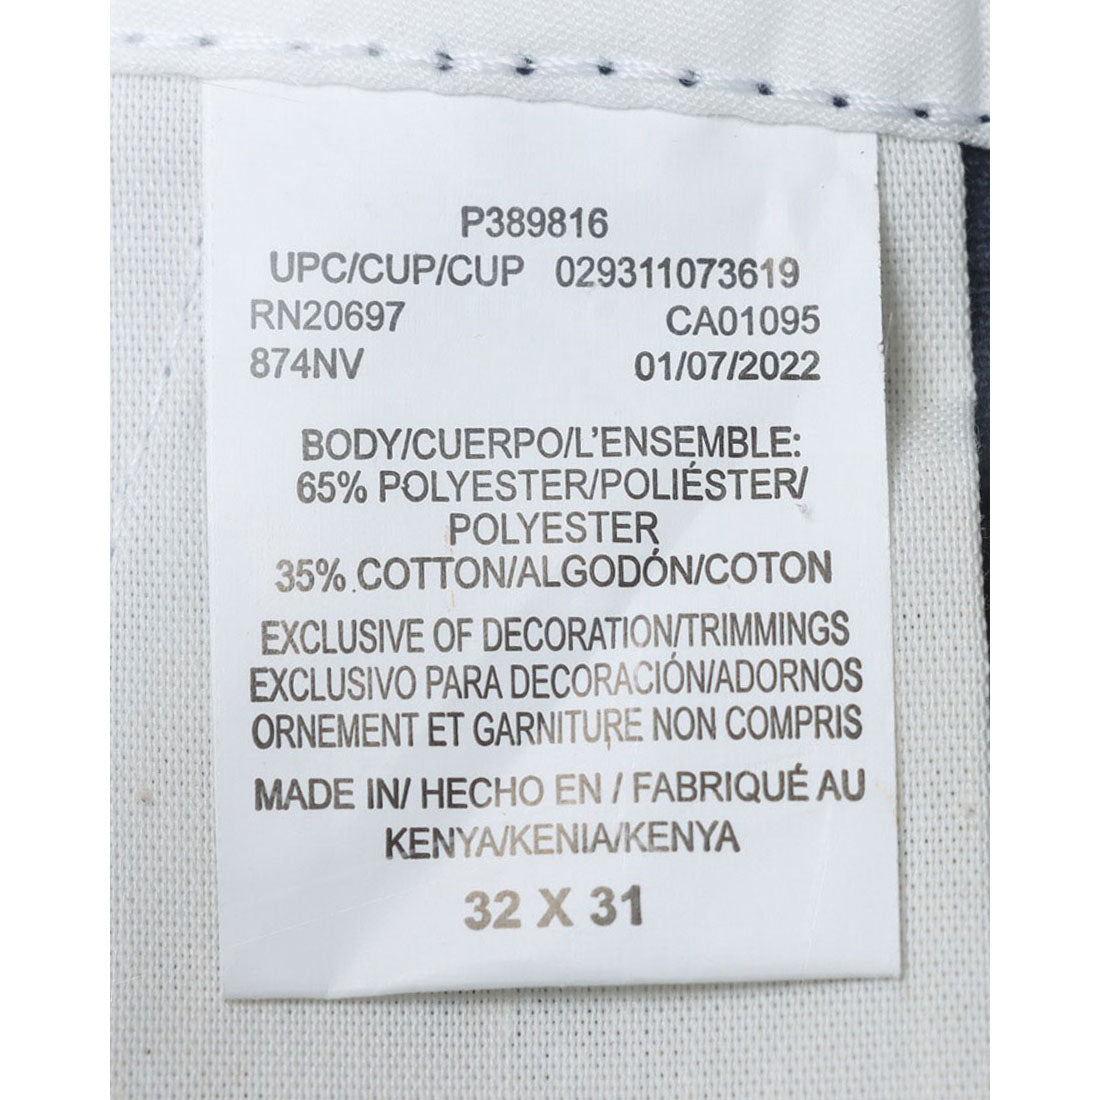 P389816
UPC/CUP/CUP 029311073619
RN20697 CA01095
874NV 01/07/2022
BODY/CUERPO/L'ENSEMBLE:
65% POLYESTER/POLIÉSTER/
POLYESTER
35% COTTON/ALGODÓN/COTON
EXCLUSIVE OF DECORATION/TRIMMINGS
EXCLUSIVO PARA DECORACIÓN/ADORNOS
ORNEMENT ET GARNITURE NON COMPRIS
MADE IN/ HECHO EN / FABRIQUÉ AU
KENYA/KENIA/KENYA
32 X 31